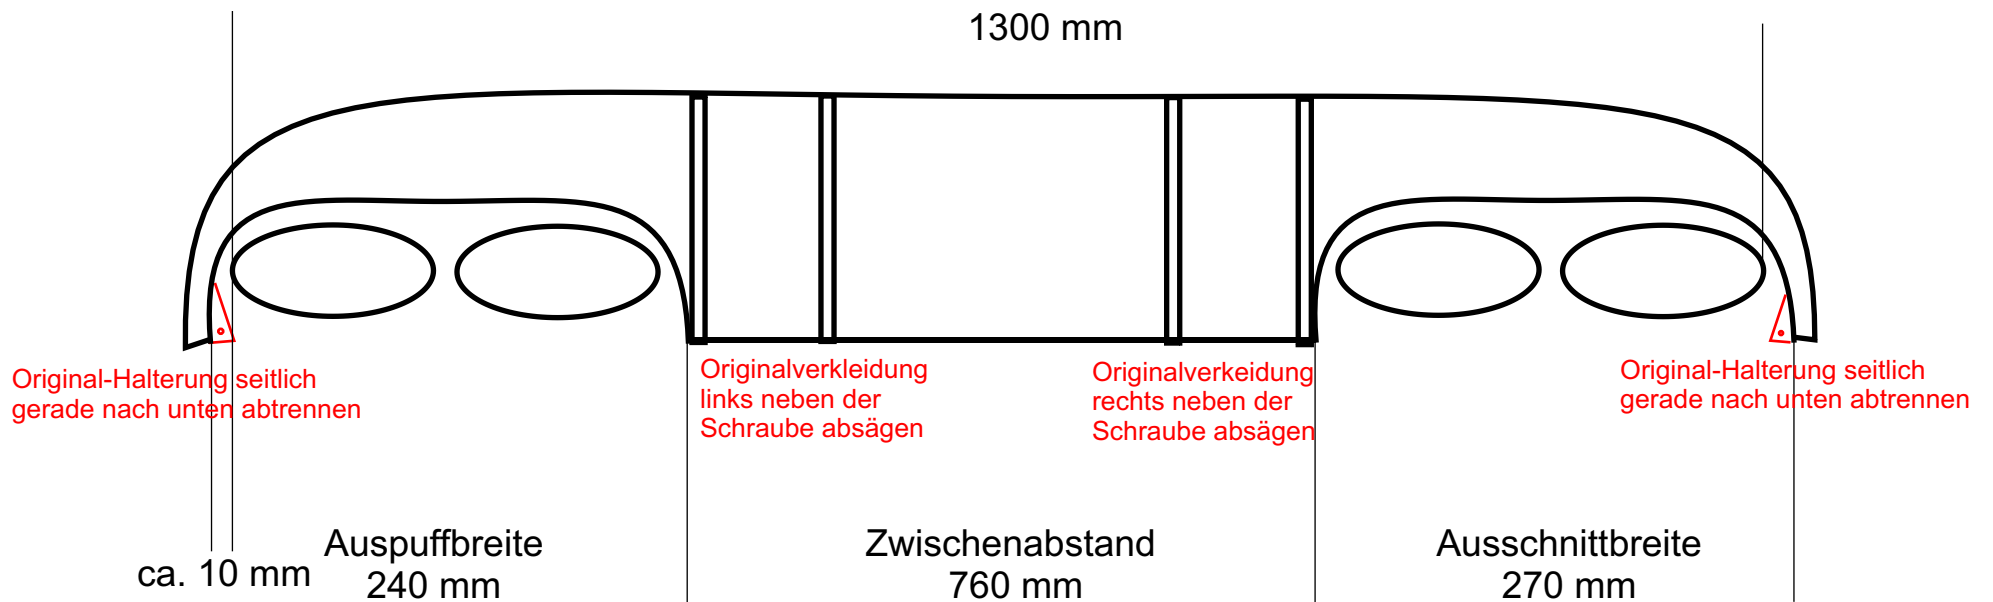 1300 mm
Original-Halterung seitlich
gerade nach unten abtrennen
Originalverkleidung
links neben der
Schraube absägen
Originalverkeidung
rechts neben der
Schraube absägen
Original-Halterung seitlich
gerade nach unten abtrennen
ca. 10 mm
Auspuffbreite
240 mm
Zwischenabstand
760 mm
Ausschnittbreite
270 mm